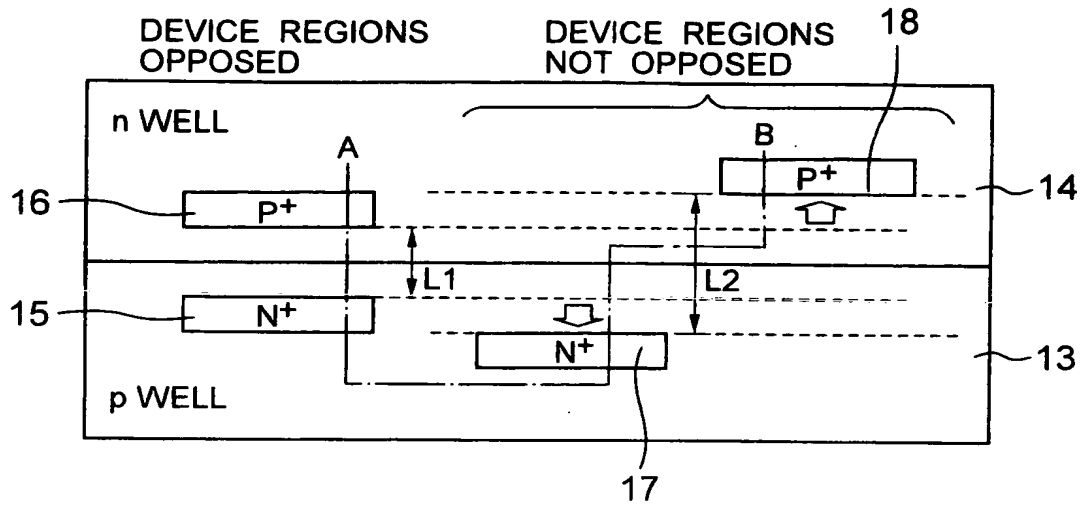 DEVICE REGIONS
OPPOSED
DEVICE REGIONS
NOT OPPOSED
18
n WELL
A
B
16
P+
P+
14
L1
L2
15
N+
N+
13
p WELL
17